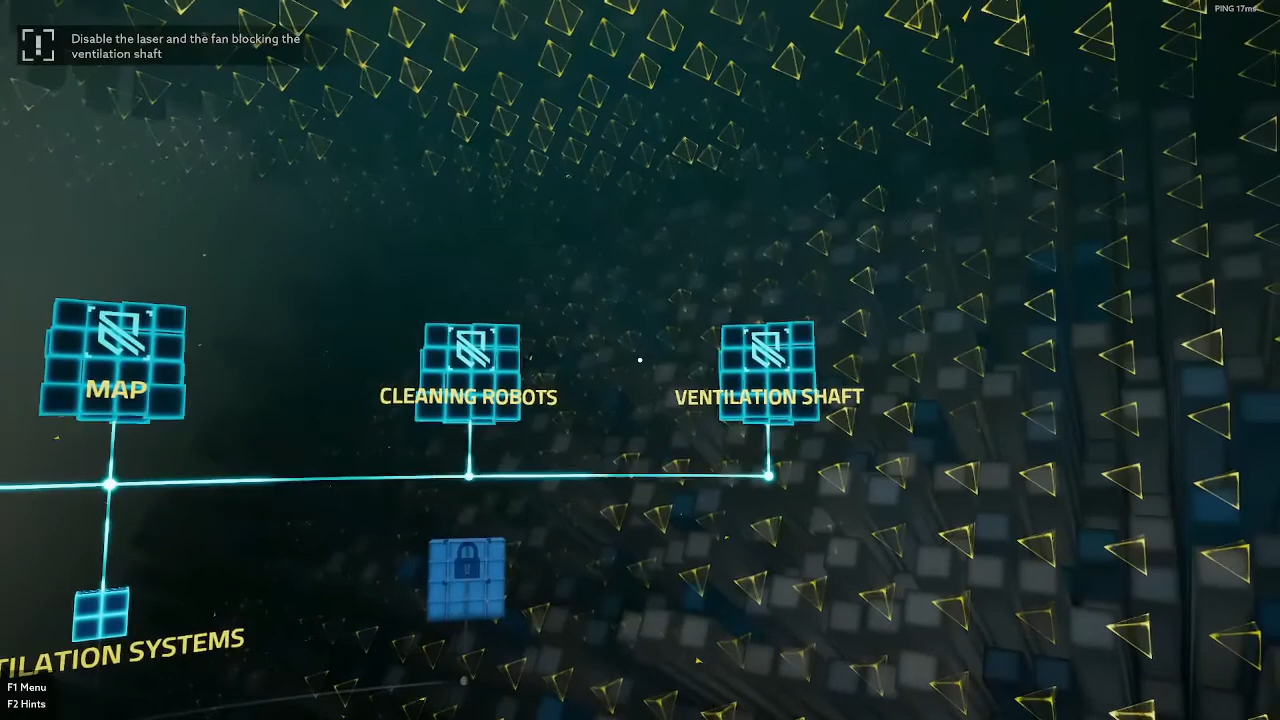 PING 17ms
Disable the laser and the fan blocking the
ventilation shaft
MAP
CLEANING ROBOTS
VENTILATION SHAFT
TILATION SYSTEMS
F1 Menu
F2 Hints